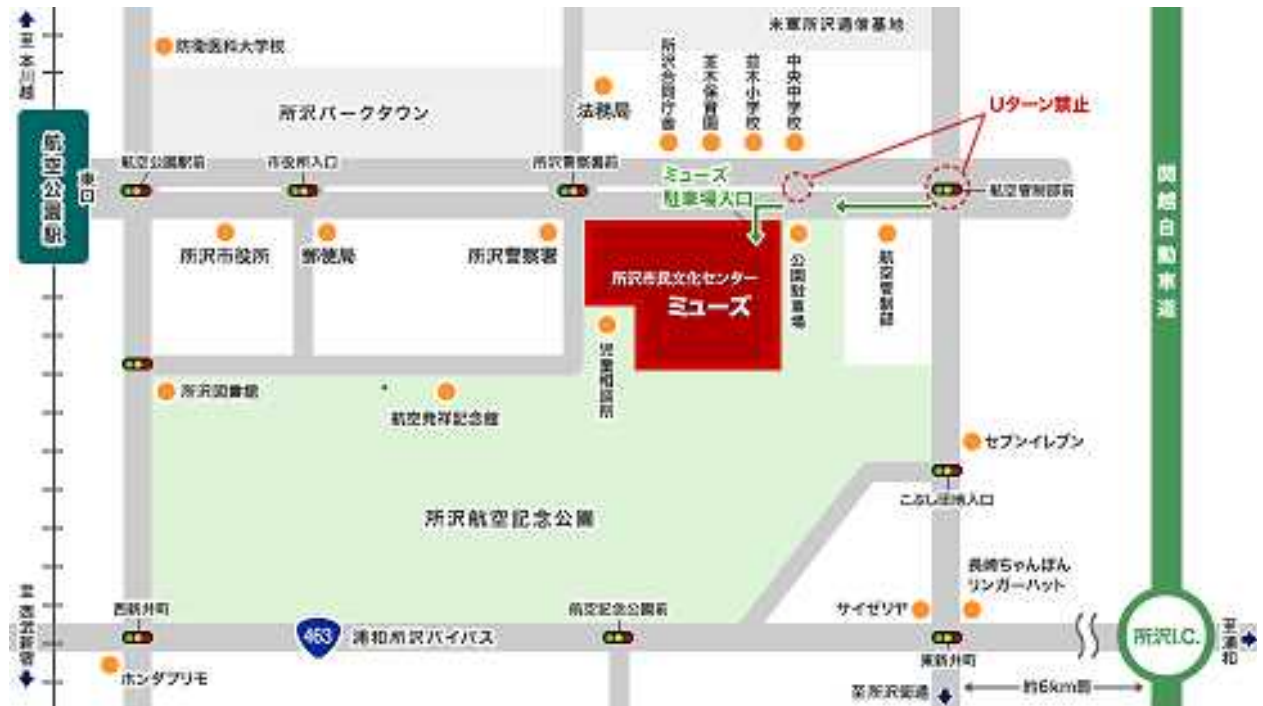 至 本川越
防衛医科大学校
米軍所沢通信基地
所沢パークタウン
法務局
所沢合同庁舎
並木保育園
並木小学校
中央中学校
Uターン禁止
航空公園駅
東口
航空公園駅前
市役所入口
所沢警察署前
ミューズ
駐車場入口
航空管制部前
関越自動車道
所沢市役所
郵便局
所沢警察署
所沢市民文化センター
ミューズ
公園駐車場
航空管制部
児童相談所
所沢図書館
航空発祥記念館
セブンイレブン
こぶし団地入口
所沢航空記念公園
長崎ちゃんぽん
リンガーハット
サイゼリヤ
至 西武新宿
西新井町
463
浦和所沢バイパス
航空記念公園前
東新井町
所沢I.C.
至浦和
ホンダプリモ
至所沢街道
約6km間